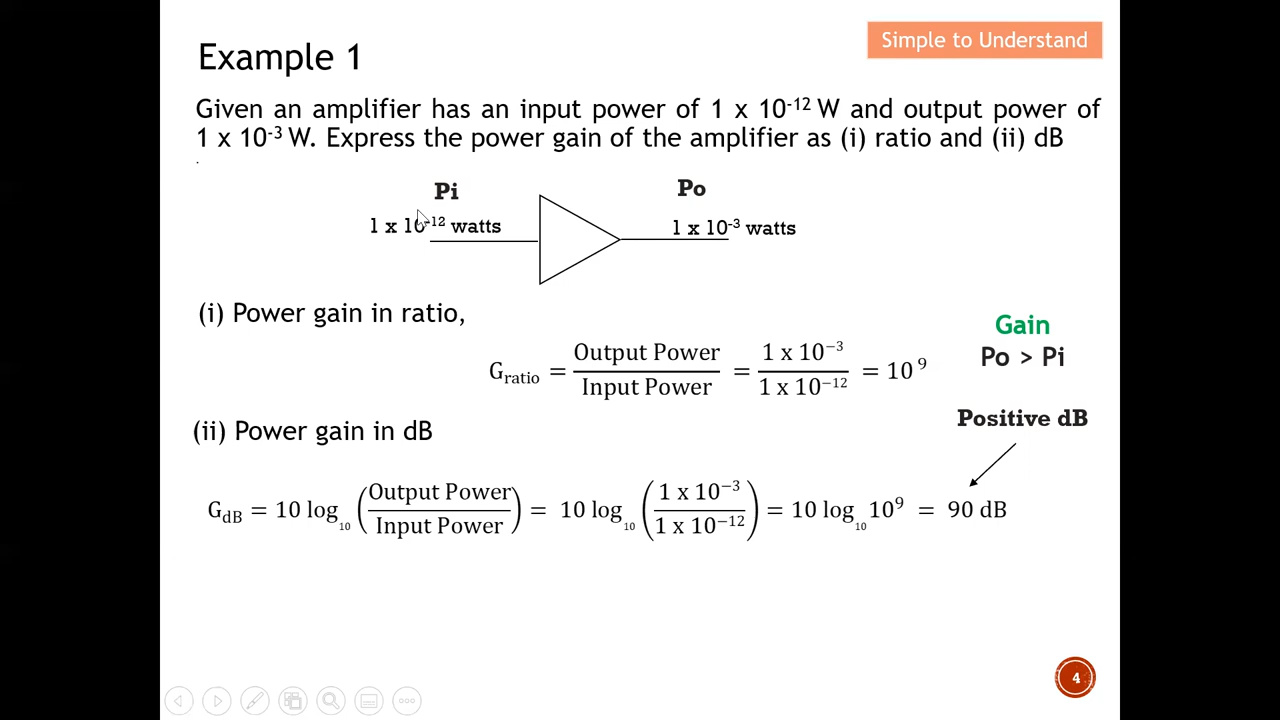 Simple to Understand
Example 1
Given an amplifier has an input power of 1 x 10⁻¹² W and output power of
1 x 10⁻³ W. Express the power gain of the amplifier as (i) ratio and (ii) dB
.
Pi
Po
1 x 10⁻¹² watts
1 x 10⁻³ watts
(i) Power gain in ratio,
Gain
Po > Pi
G_ratio = Output Power / Input Power = 1 x 10⁻³ / 1 x 10⁻¹² = 10⁹
Positive dB
(ii) Power gain in dB
G_dB = 10 log₁₀ (Output Power / Input Power) = 10 log₁₀ (1 x 10⁻³ / 1 x 10⁻¹²) = 10 log₁₀ 10⁹ = 90 dB
4